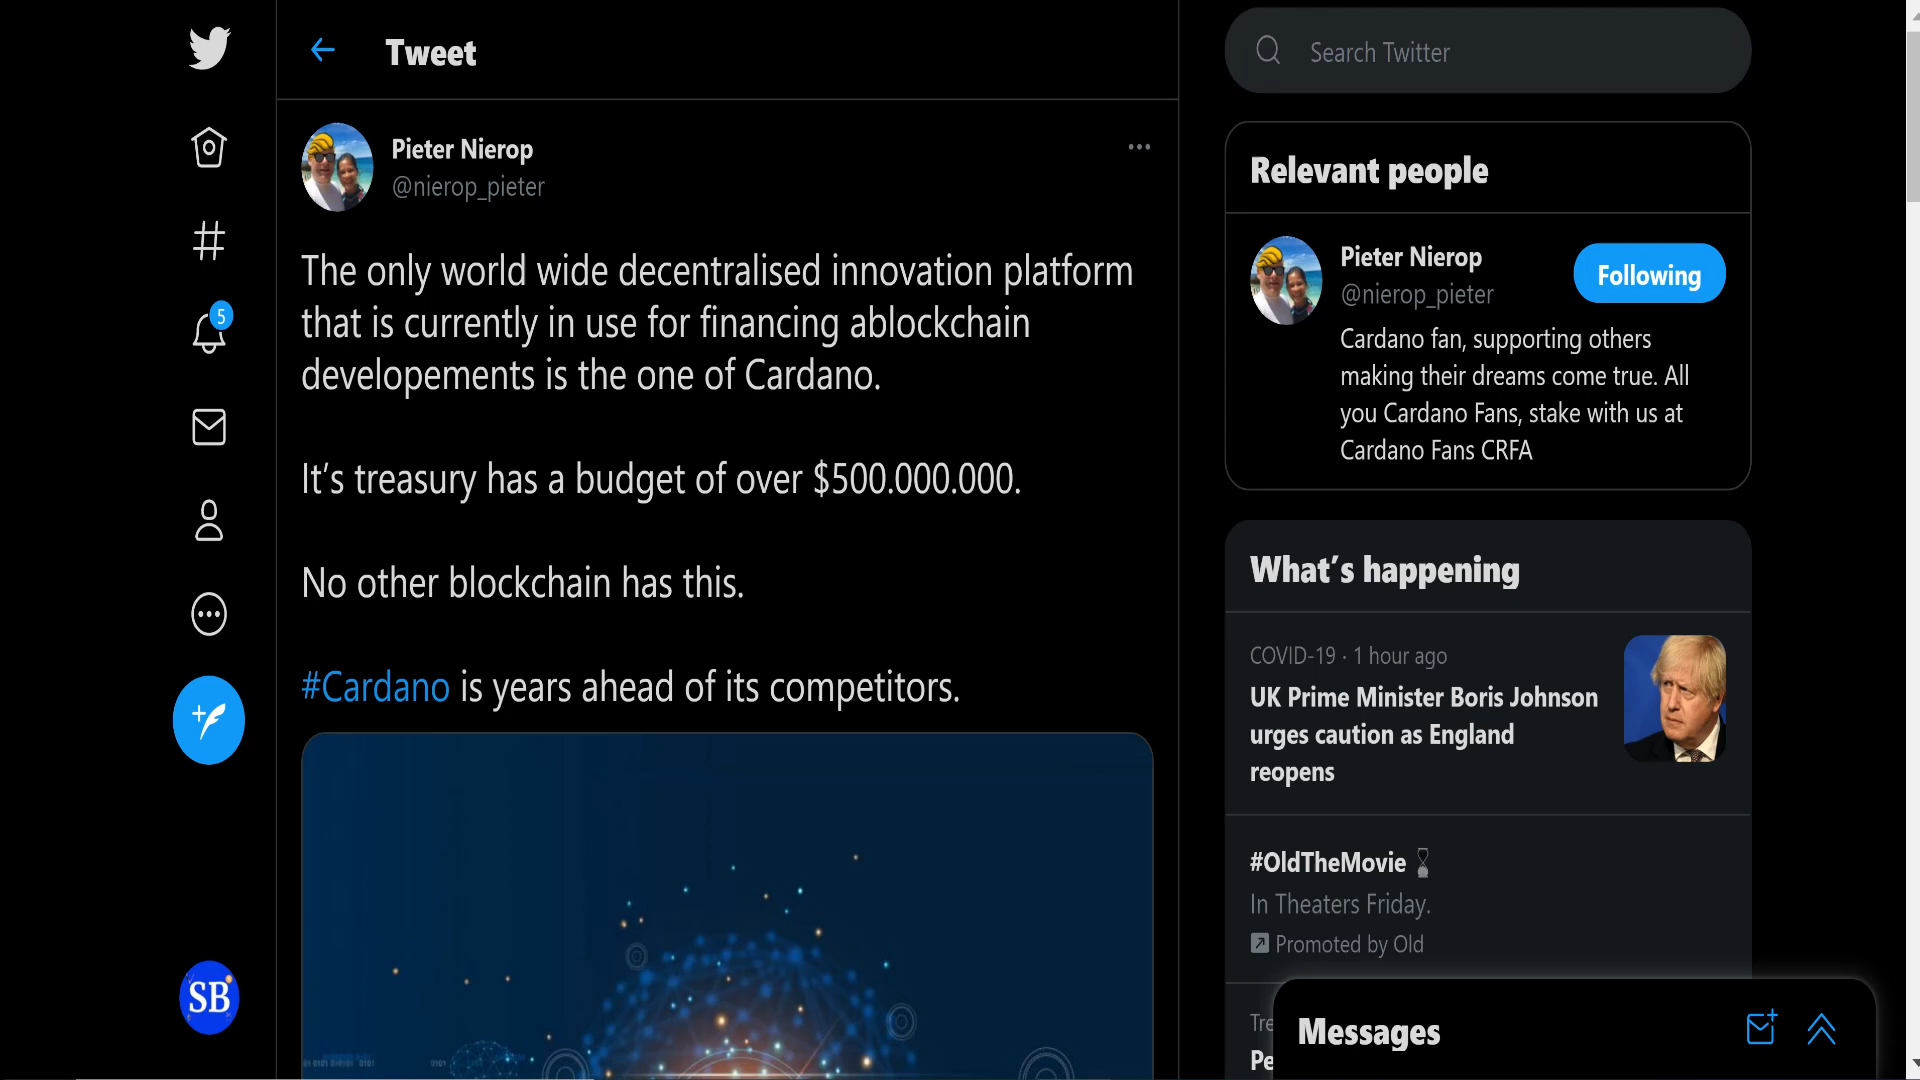 Tweet
Search Twitter
Pieter Nierop
@nierop_pieter
The only world wide decentralised innovation platform
that is currently in use for financing ablockchain
developements is the one of Cardano.
It's treasury has a budget of over $500.000.000.
No other blockchain has this.
#Cardano is years ahead of its competitors.
5
SB
Relevant people
Pieter Nierop
@nierop_pieter
Following
Cardano fan, supporting others
making their dreams come true. All
you Cardano Fans, stake with us at
Cardano Fans CRFA
What's happening
COVID-19 · 1 hour ago
UK Prime Minister Boris Johnson
urges caution as England
reopens
#OldTheMovie
In Theaters Friday.
Promoted by Old
Tre
Pe
Messages